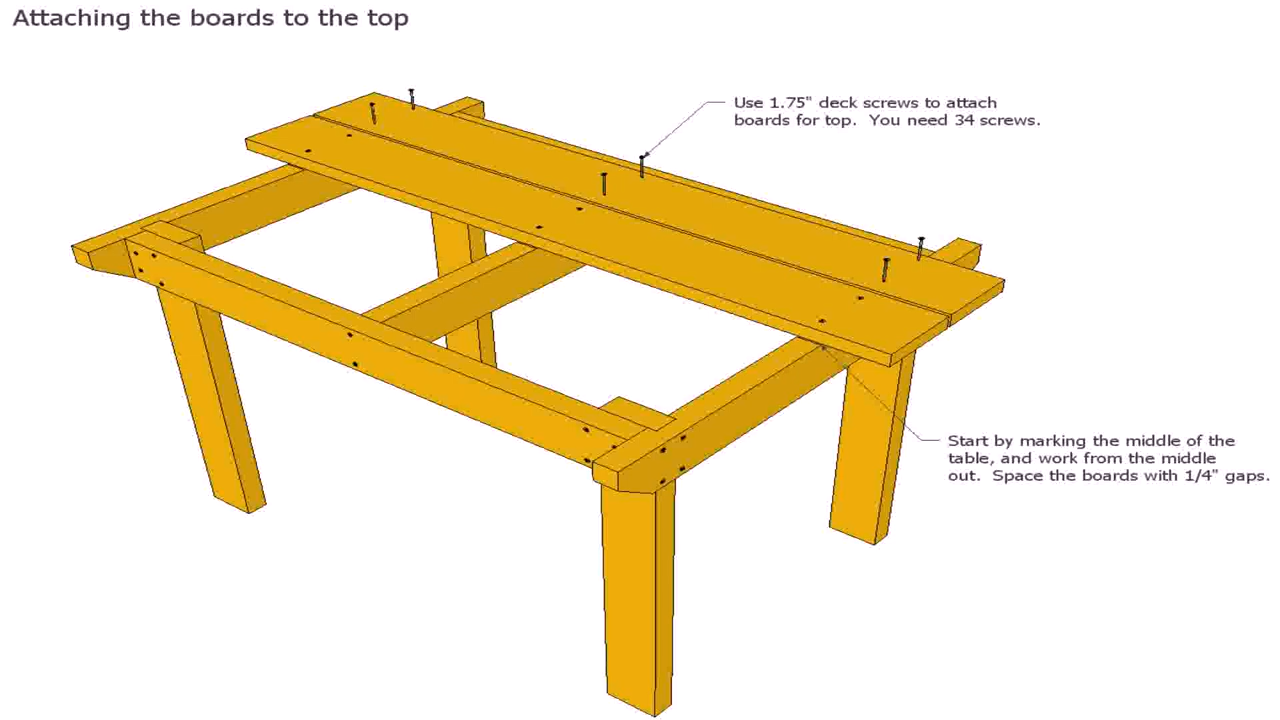 Attaching the boards to the top
Use 1.75" deck screws to attach
boards for top.  You need 34 screws.
Start by marking the middle of the
table, and work from the middle
out.  Space the boards with 1/4" gaps.